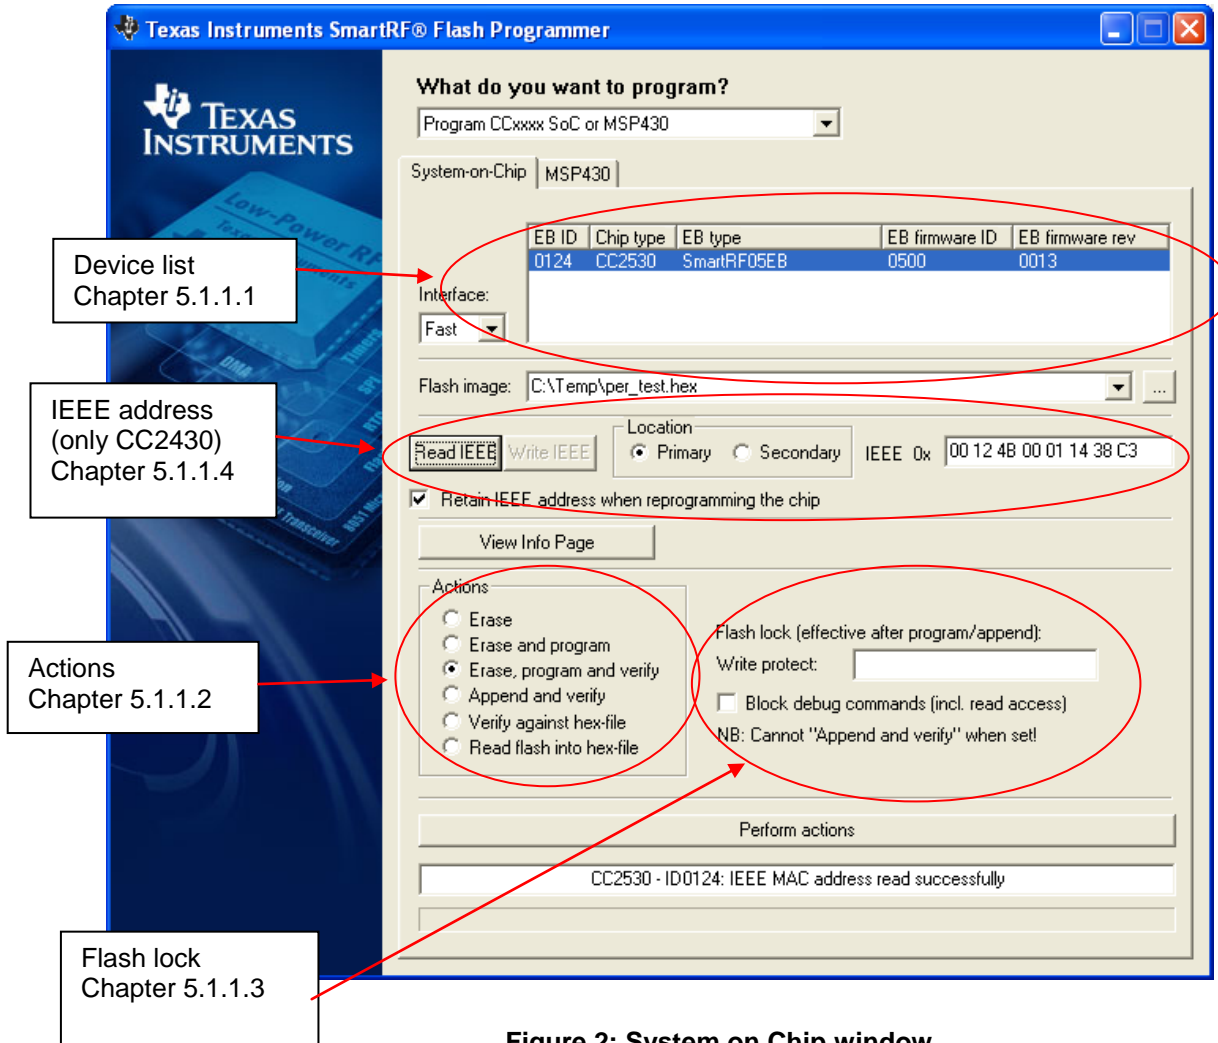 Texas Instruments SmartRF® Flash Programmer
TEXAS
INSTRUMENTS
What do you want to program?
Program CCxxxx SoC or MSP430
System-on-Chip
MSP430
EB ID Chip type EB type EB firmware ID EB firmware rev
0124 CC2530 SmartRF05EB 0500 0013
Low-Power RF
Device list
Chapter 5.1.1.1
Interface:
Fast
Flash image: C:\Temp\per_test.hex ...
IEEE address
(only CC2430)
Chapter 5.1.1.4
Location
Read IEEE Write IEEE Primary Secondary IEEE 0x 00 12 4B 00 01 14 38 C3
Retain IEEE address when reprogramming the chip
View Info Page
Actions
Erase
Erase and program
Erase, program and verify
Append and verify
Verify against hex-file
Read flash into hex-file
Flash lock (effective after program/append):
Write protect:
Block debug commands (incl. read access)
NB: Cannot "Append and verify" when set!
Actions
Chapter 5.1.1.2
Perform actions
CC2530 - ID0124: IEEE MAC address read successfully
Flash lock
Chapter 5.1.1.3
Figure 2: System on Chip window